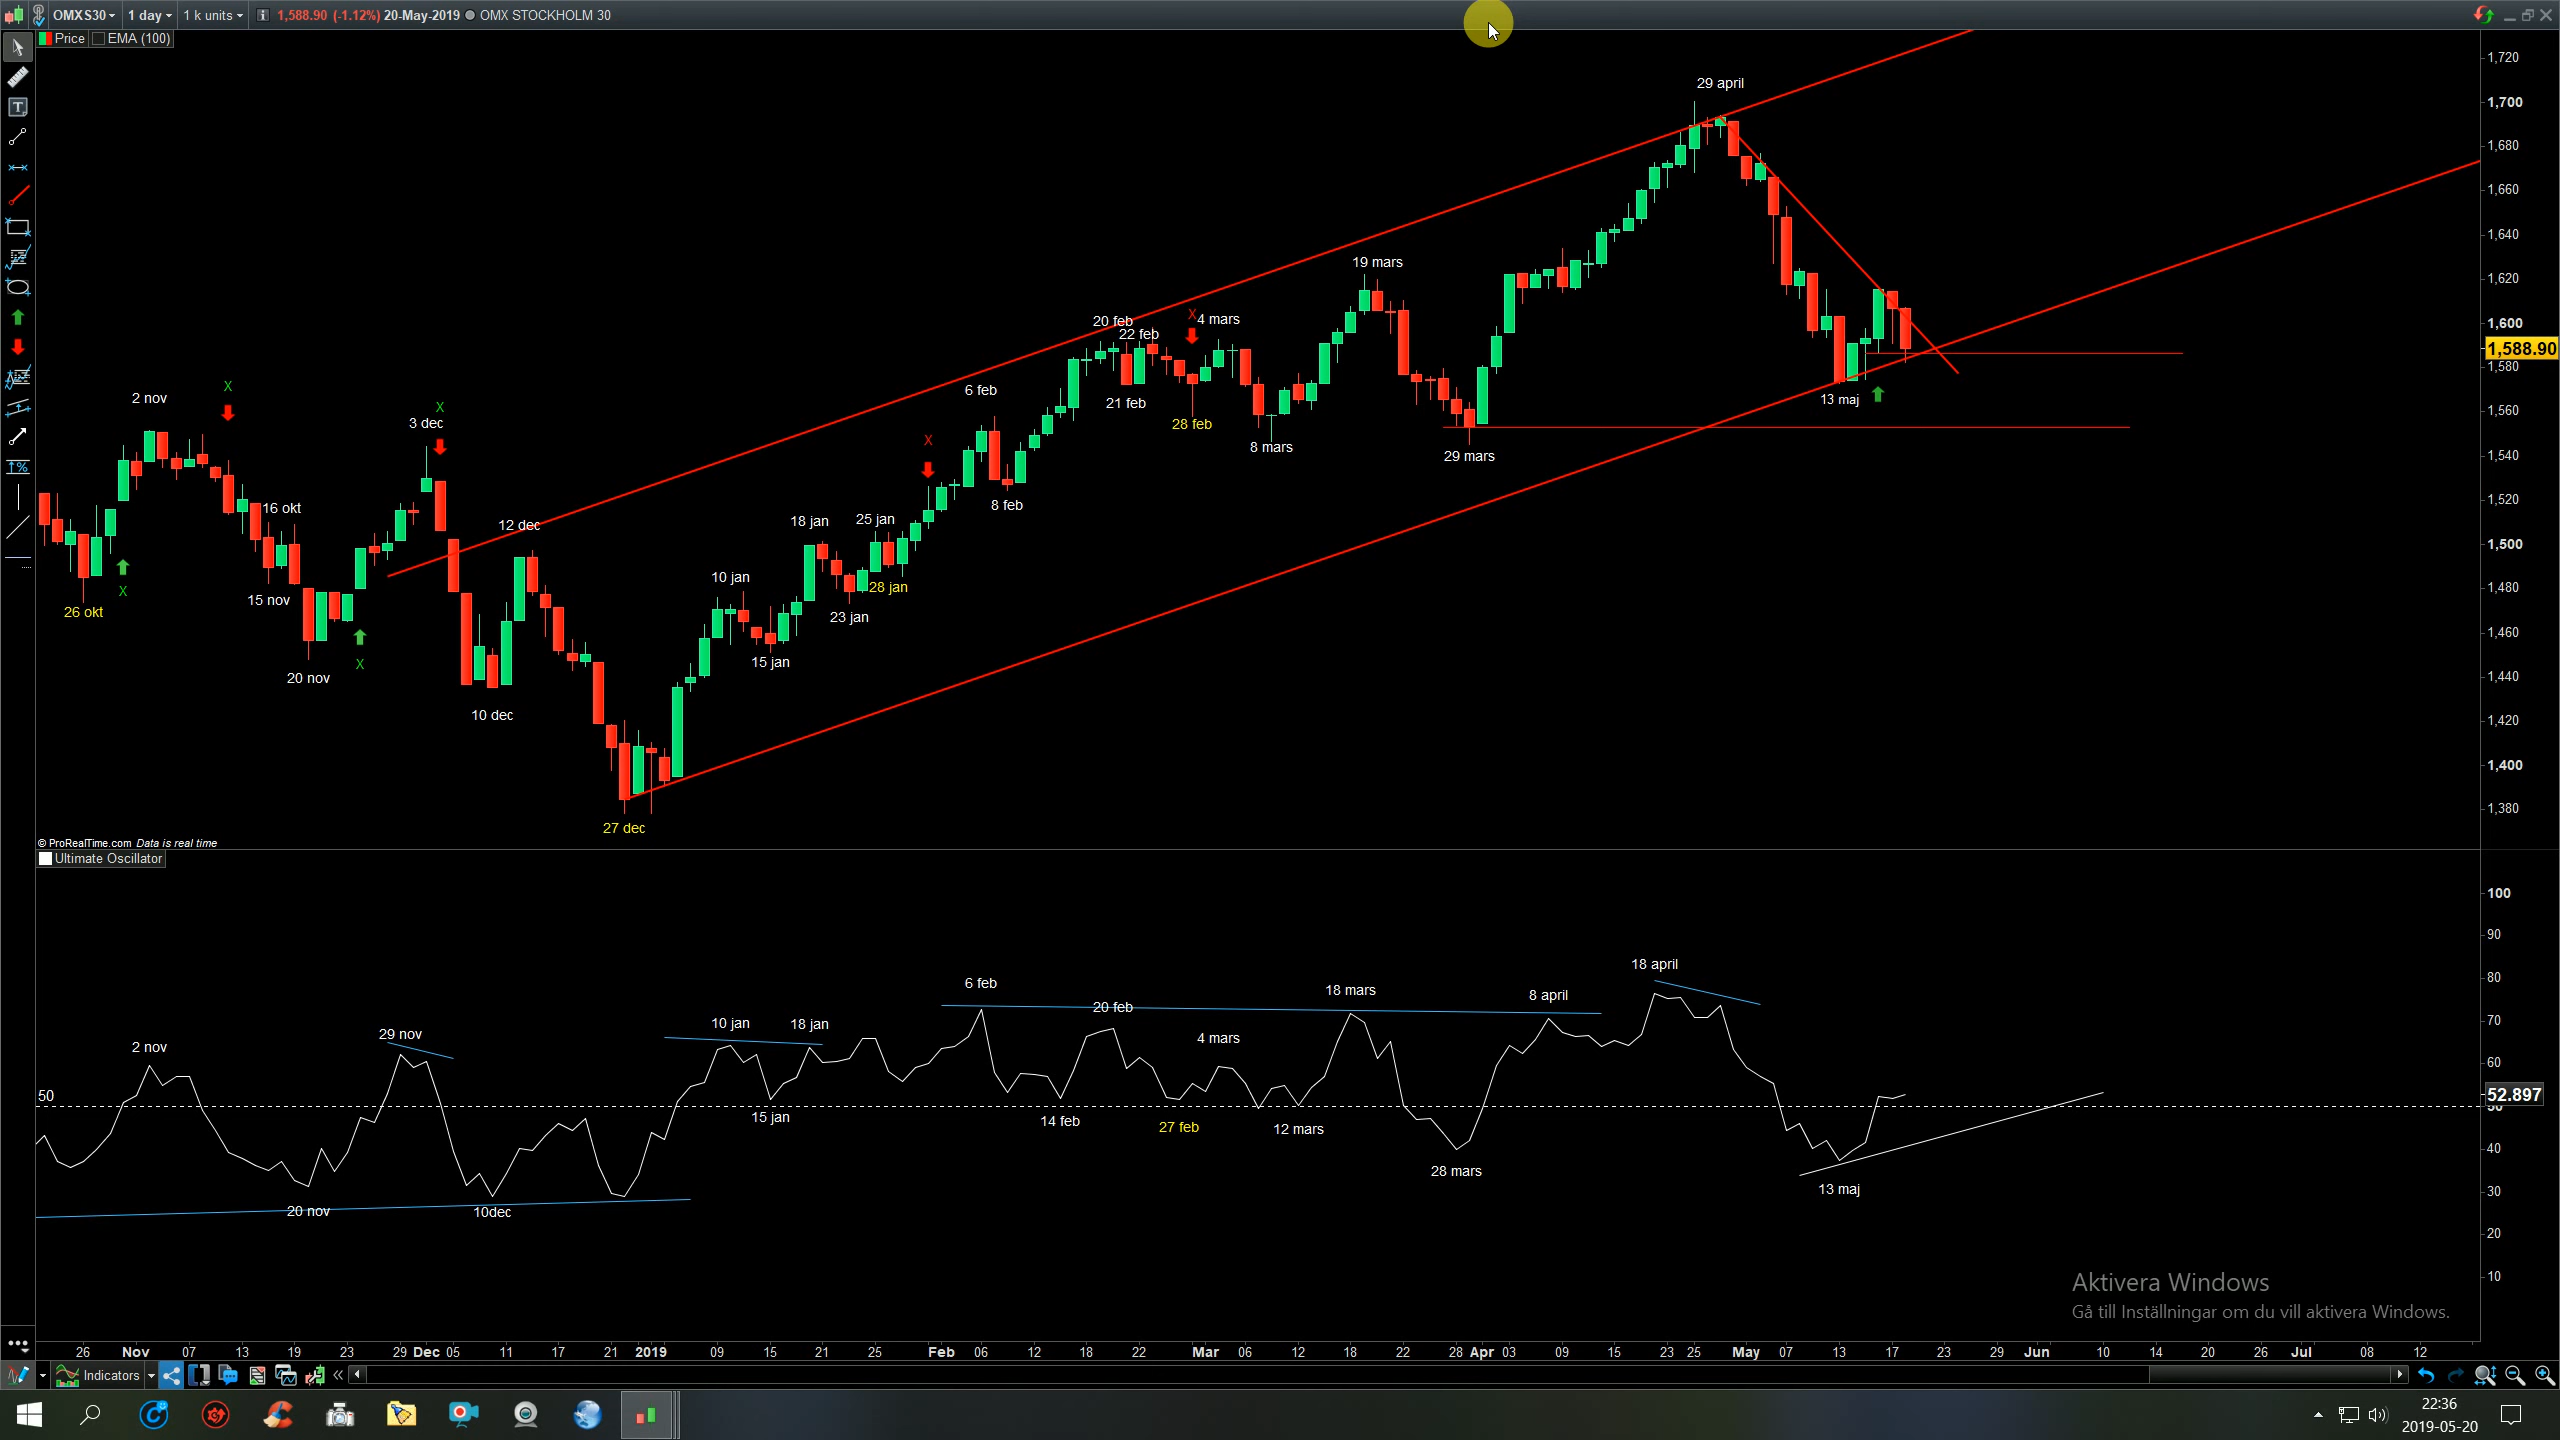 OMXS30 1 day 1 k units 1,588.90 (-1.12%) 20-May-2019 OMX STOCKHOLM 30
Price EMA (100)
1,720
29 april
1,700
1,680
1,660
1,640
19 mars
1,620
20 feb
X 4 mars
22 feb
1,600
1,588.90
1,580
X
6 feb
2 nov
13 maj
21 feb
X
1,560
3 dec
28 feb
X
8 mars
29 mars
1,540
16 okt
8 feb
1,520
12 dec
18 jan
25 jan
1,500
10 jan
28 jan
1,480
X
15 nov
26 okt
23 jan
1,460
X
15 jan
20 nov
1,440
10 dec
1,420
1,400
1,380
27 dec
© ProRealTime.com Data is real time
Ultimate Oscillator
100
90
18 april
80
6 feb
18 mars
8 april
20 feb
70
10 jan
18 jan
29 nov
4 mars
2 nov
60
50
52.897
50
15 jan
14 feb
27 feb
12 mars
40
28 mars
13 maj
30
20 nov
10dec
20
10
Aktivera Windows
Gå till Inställningar om du vill aktivera Windows.
26 Nov 07 13 19 23 29 Dec 05 11 17 21 2019 09 15 21 25 Feb 06 12 18 22 Mar 06 12 18 22 28 Apr 03 09 15 23 25 May 07 13 17 23 29 Jun 10 14 20 26 Jul 08 12
Indicators
22:36
2019-05-20